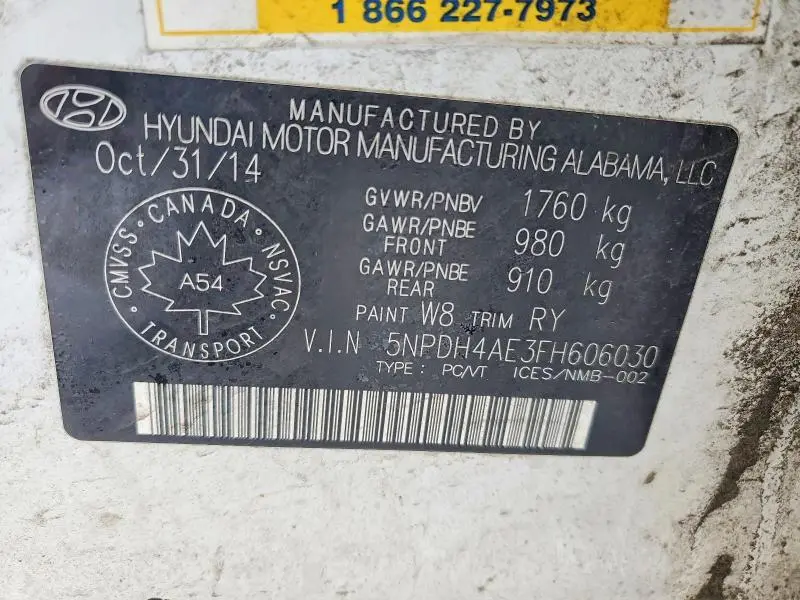 1 866 227-7973
MANUFACTURED BY
HYUNDAI MOTOR MANUFACTURING ALABAMA, LLC
Oct/31/14
GVWR/PNBV 1760 kg
GAWR/PNBE
FRONT 980 kg
GAWR/PNBE
REAR 910 kg
CMVSS · CANADA · NSVAC
A54
TRANSPORT
PAINT W8 TRIM RY
V.I.N 5NPDH4AE3FH606030
TYPE : PC/VT ICES/NMB-002